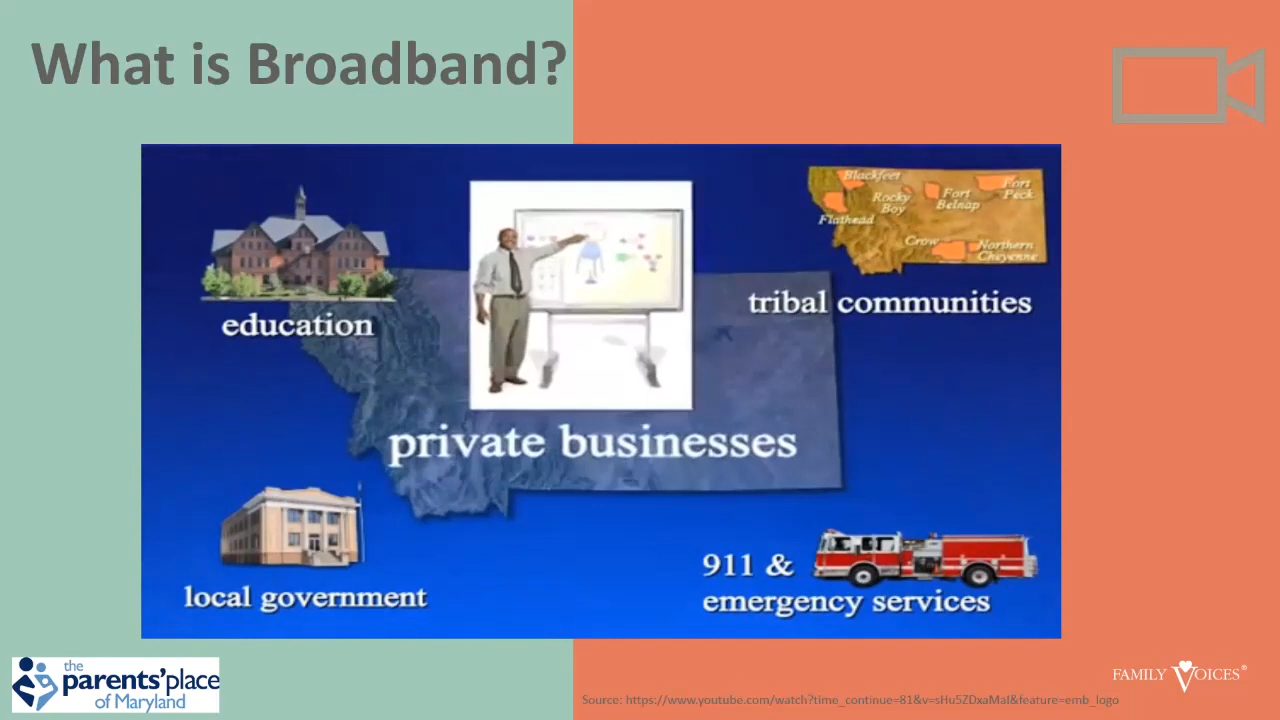 What is Broadband?
education
private businesses
Blackfeet
Rocky
Boy
Fort
Belnap
Fort
Peck
Flathead
Crow
Northern
Cheyenne
tribal communities
local government
911 &
emergency services
the
parents'place
of Maryland
FAMILY VOICES®
Source: https://www.youtube.com/watch?time_continue=81&v=sHu5ZDxaMaI&feature=emb_logo